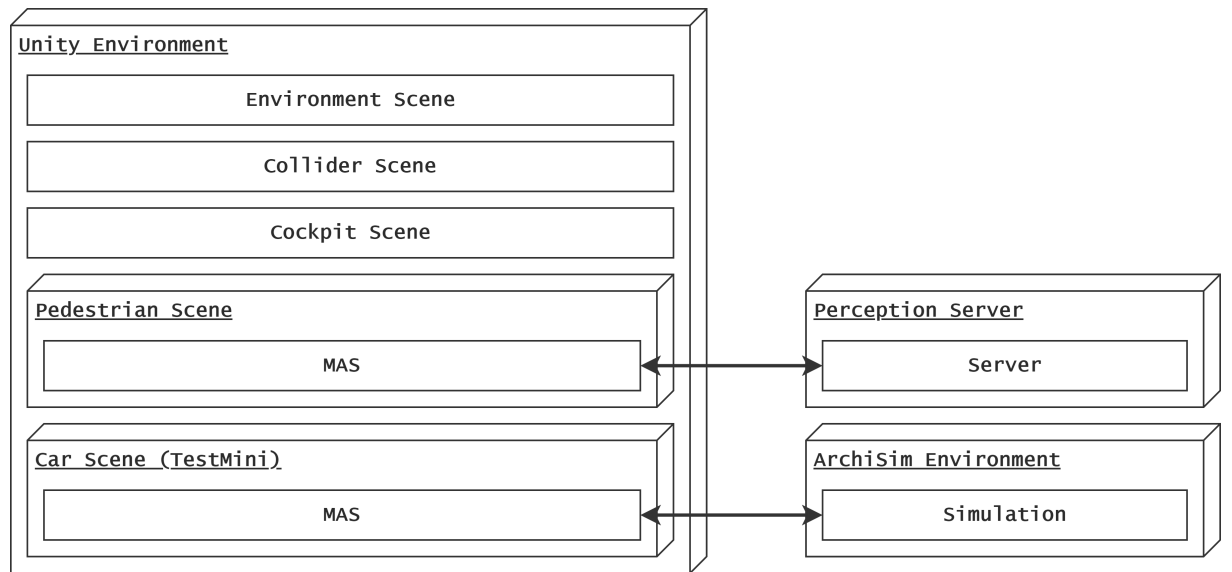 Unity Environment
Environment Scene
Collider Scene
Cockpit Scene
Pedestrian Scene
MAS
Perception Server
Server
Car Scene (TestMini)
MAS
ArchiSim Environment
Simulation